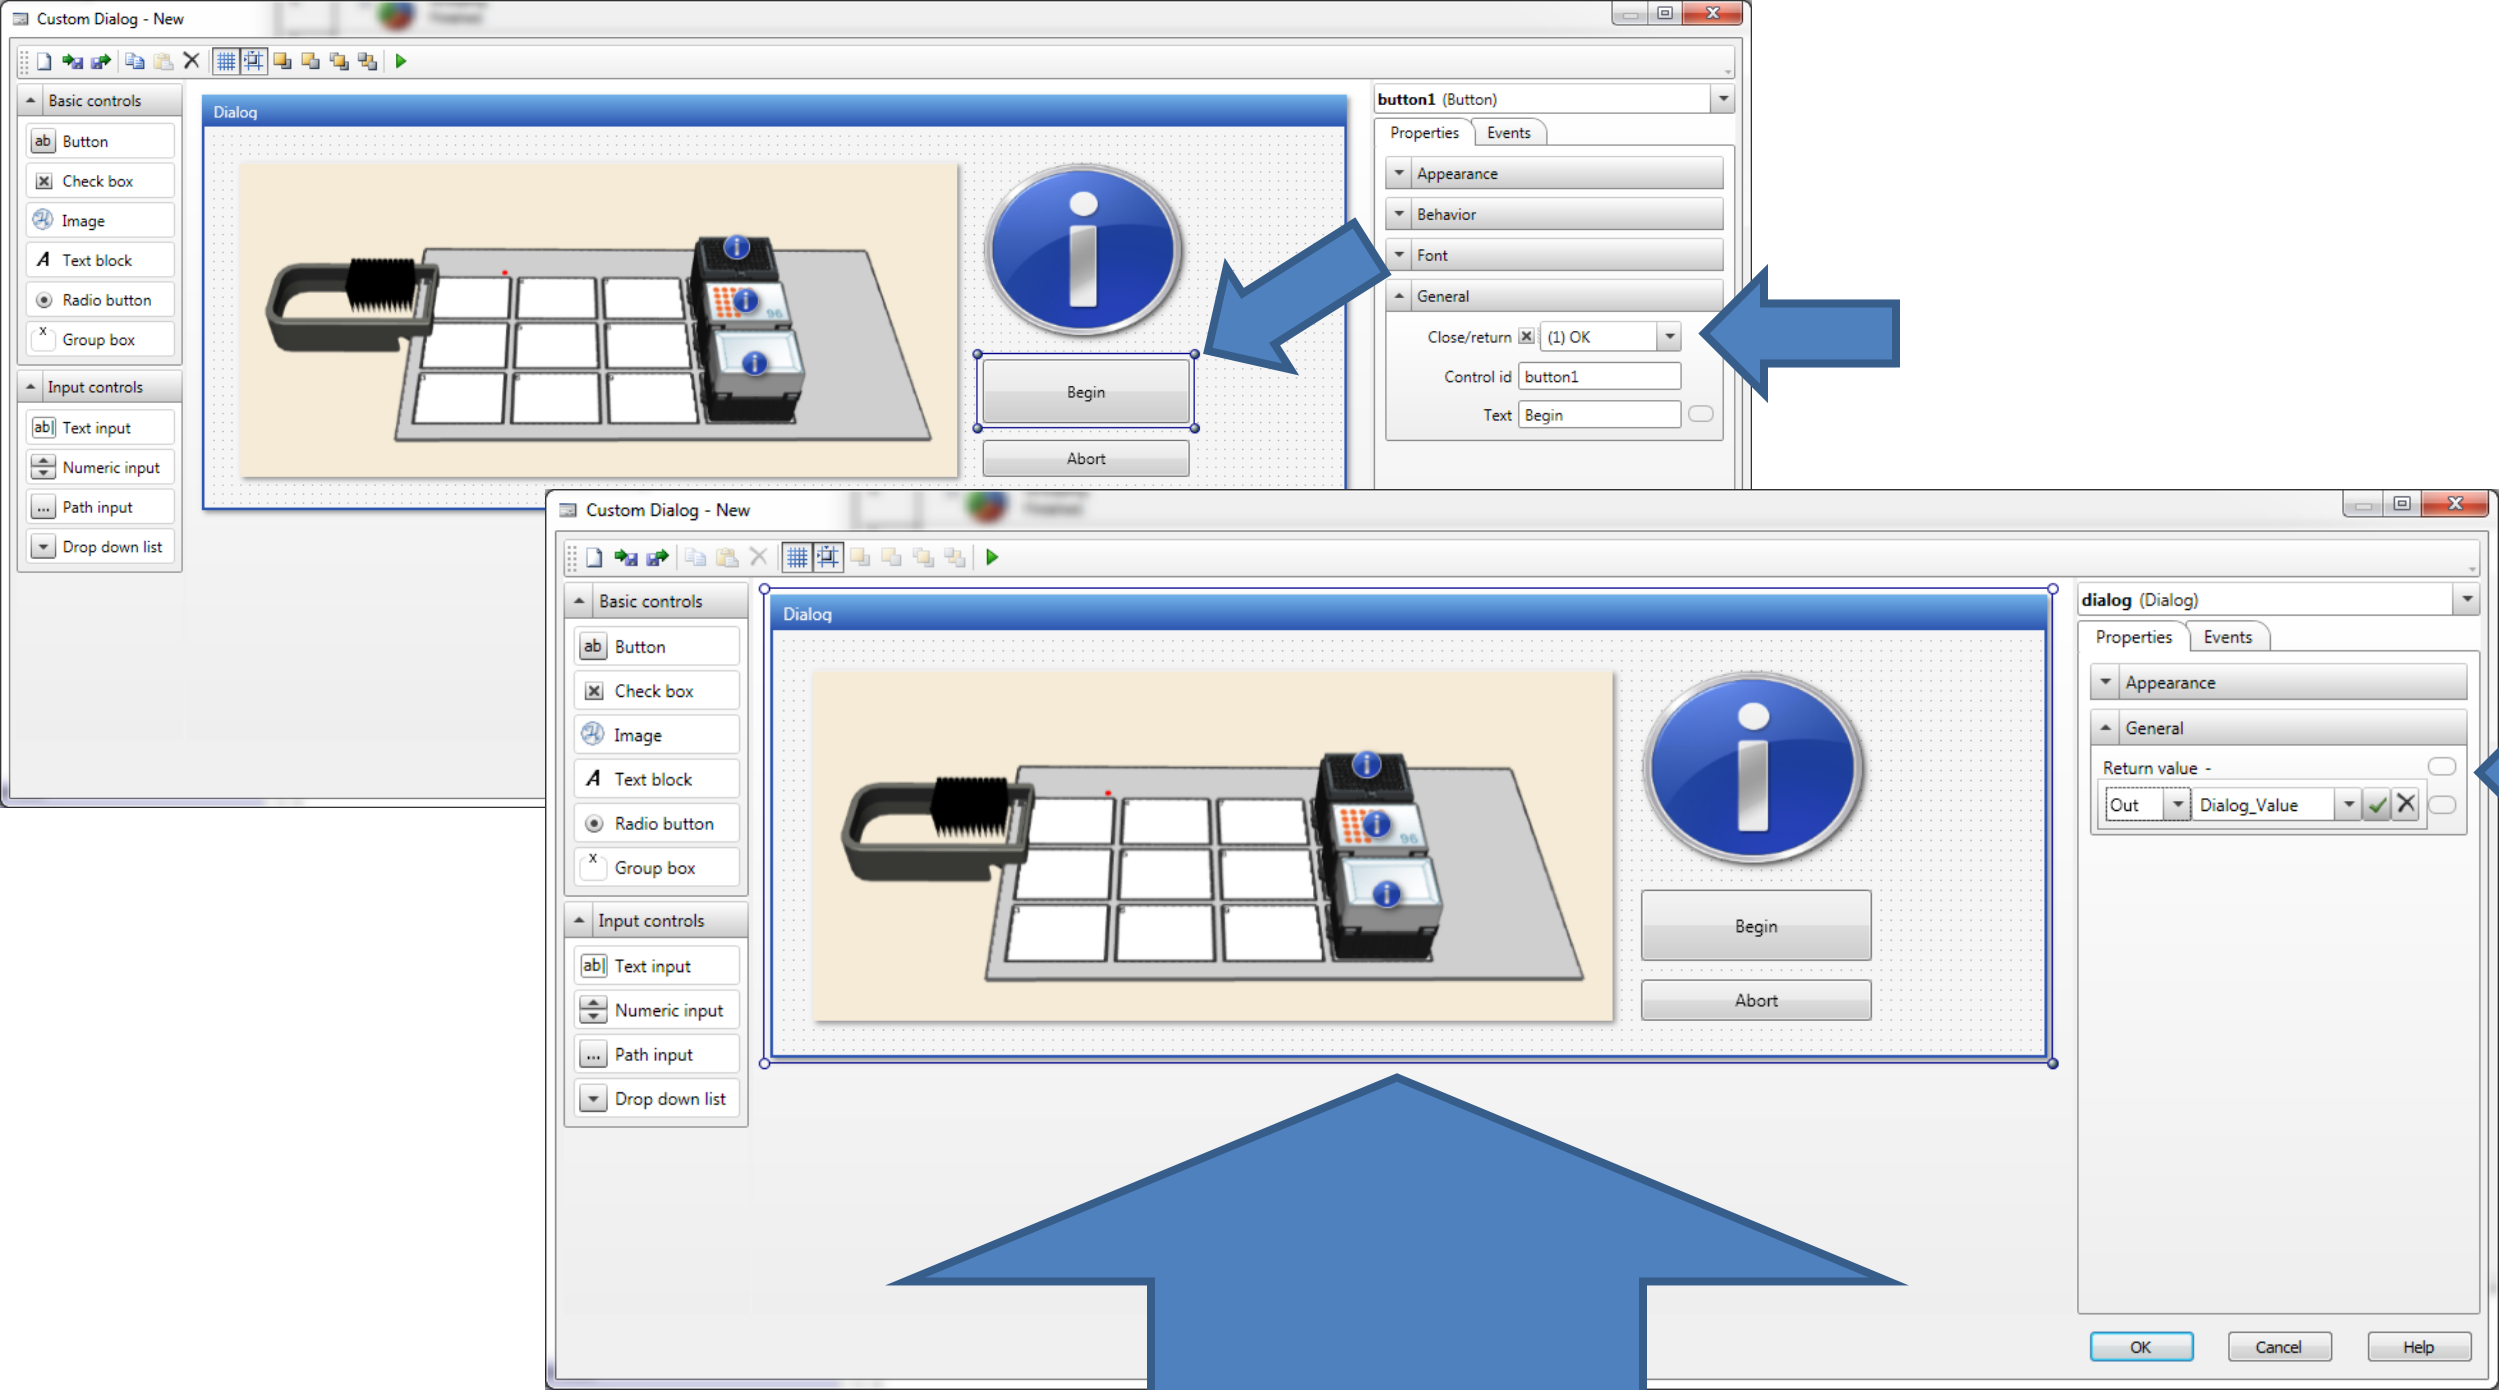 Custom Dialog - New
Basic controls
ab Button
Check box
Image
A Text block
Radio button
X Group box
Input controls
ab| Text input
Numeric input
... Path input
Drop down list
Dialog
96
Begin
Abort
button1 (Button)
Properties Events
Appearance
Behavior
Font
General
Close/return (1) OK
Control id button1
Text Begin
Custom Dialog - New
Basic controls
ab Button
Check box
Image
A Text block
Radio button
X Group box
Input controls
ab| Text input
Numeric input
... Path input
Drop down list
Dialog
96
Begin
Abort
dialog (Dialog)
Properties Events
Appearance
General
Return value -
Out Dialog_Value
OK Cancel Help